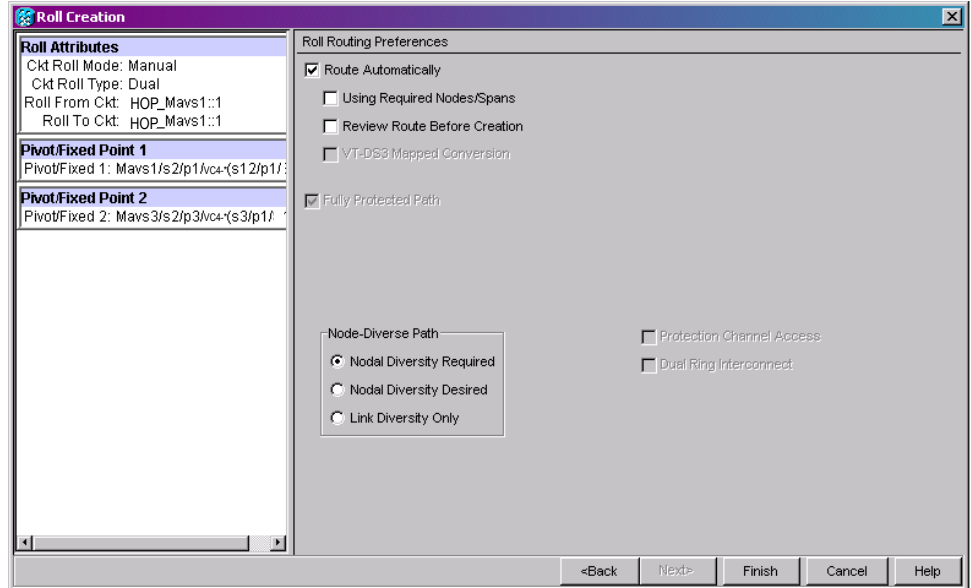 Roll Creation
Roll Attributes
Ckt Roll Mode: Manual
Ckt Roll Type: Dual
Roll From Ckt: HOP_Mavs1::1
Roll To Ckt: HOP_Mavs1::1
Pivot/Fixed Point 1
Pivot/Fixed 1: Mavs1/s2/p1/vc4-*(s12/p1/
Pivot/Fixed Point 2
Pivot/Fixed 2: Mavs3/s2/p3/vc4-*(s3/p1/
Roll Routing Preferences
Route Automatically
Using Required Nodes/Spans
Review Route Before Creation
VT-DS3 Mapped Conversion
Fully Protected Path
Node-Diverse Path
Nodal Diversity Required
Nodal Diversity Desired
Link Diversity Only
Protection Channel Access
Dual Ring Interconnect
<Back
Next>
Finish
Cancel
Help